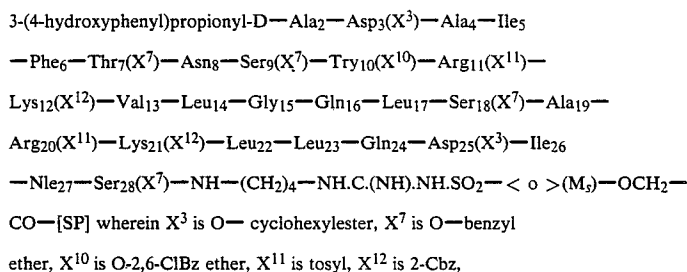 3-(4-hydroxyphenyl)propionyl-D—Ala₂—Asp₃(X³)—Ala₄—Ile₅
—Phe₆—Thr₇(X⁷)—Asn₈—Ser₉(X⁷)—Try₁₀(X¹⁰)—Arg₁₁(X¹¹)—
Lys₁₂(X¹²)—Val₁₃—Leu₁₄—Gly₁₅—Gln₁₆—Leu₁₇—Ser₁₈(X⁷)—Ala₁₉—
Arg₂₀(X¹¹)—Lys₂₁(X¹²)—Leu₂₂—Leu₂₃—Gln₂₄—Asp₂₅(X³)—Ile₂₆
—Nle₂₇—Ser₂₈(X⁷)—NH—(CH₂)₄—NH.C.(NH).NH.SO₂—< o >(Mₛ)—OCH₂—
CO—[SP] wherein X³ is O— cyclohexylester, X⁷ is O—benzyl
ether, X¹⁰ is O-2,6-ClBz ether, X¹¹ is tosyl, X¹² is 2-Cbz,